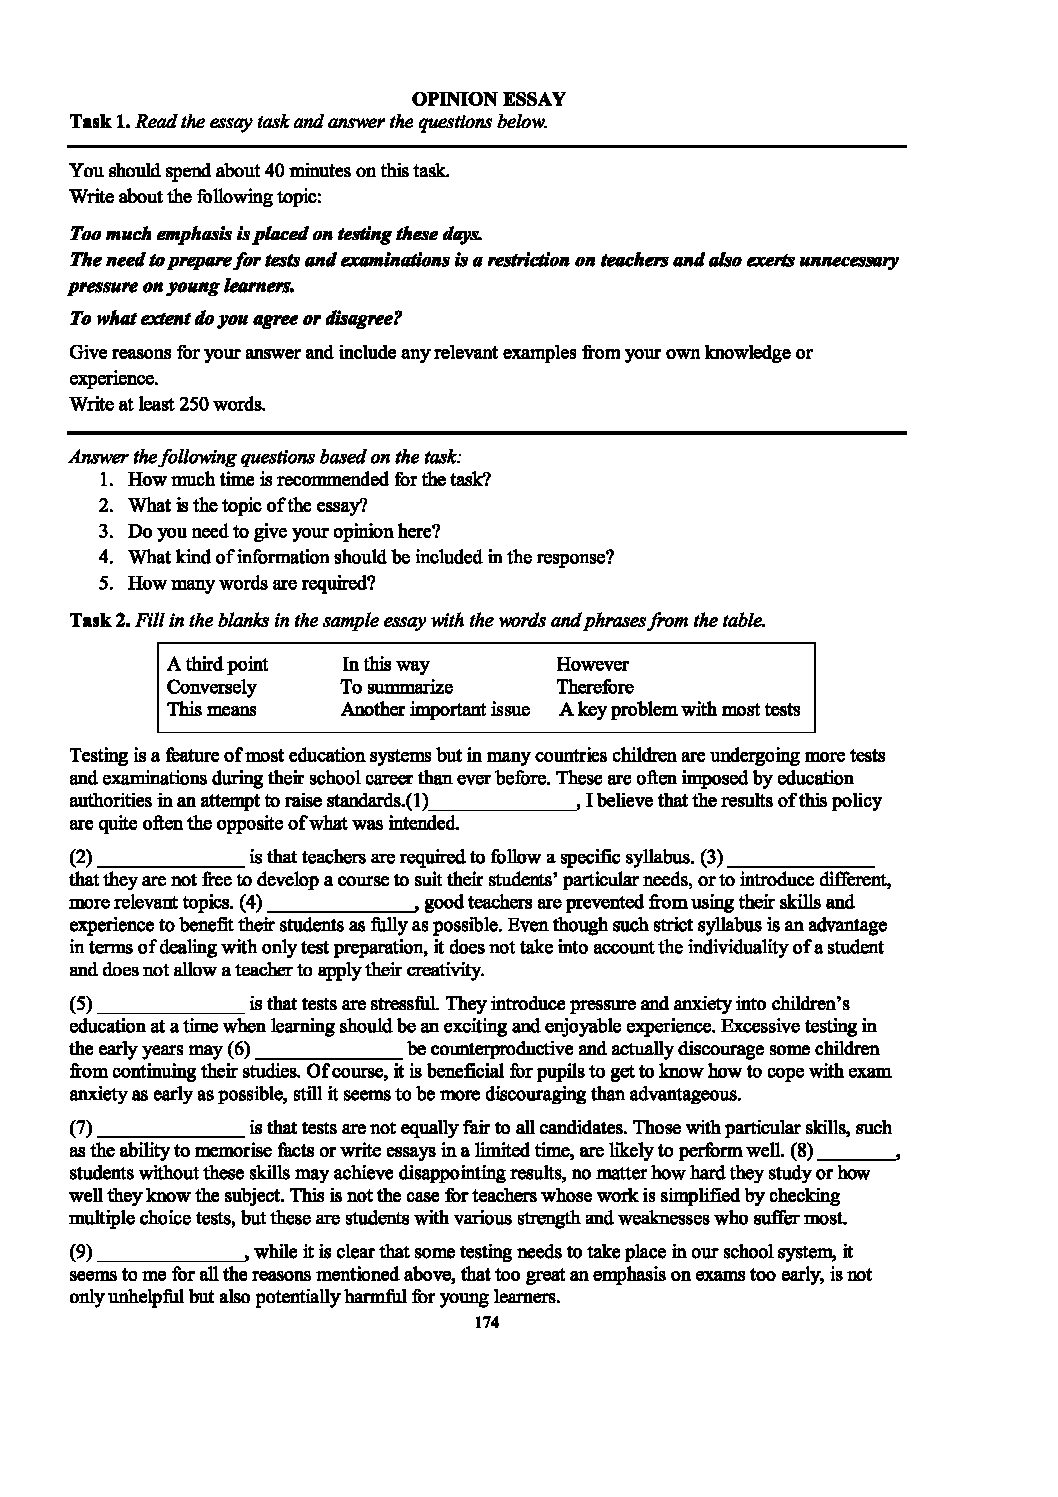 OPINION ESSAY
Task 1. Read the essay task and answer the questions below.
You should spend about 40 minutes on this task.
Write about the following topic:
Too much emphasis is placed on testing these days.
The need to prepare for tests and examinations is a restriction on teachers and also exerts unnecessary
pressure on young learners.
To what extent do you agree or disagree?
Give reasons for your answer and include any relevant examples from your own knowledge or
experience.
Write at least 250 words.
Answer the following questions based on the task:
1. How much time is recommended for the task?
2. What is the topic of the essay?
3. Do you need to give your opinion here?
4. What kind of information should be included in the response?
5. How many words are required?
Task 2. Fill in the blanks in the sample essay with the words and phrases from the table.
A third point In this way However
Conversely To summarize Therefore
This means Another important issue A key problem with most tests
Testing is a feature of most education systems but in many countries children are undergoing more tests
and examinations during their school career than ever before. These are often imposed by education
authorities in an attempt to raise standards.(1)_______________, I believe that the results of this policy
are quite often the opposite of what was intended.
(2) _______________ is that teachers are required to follow a specific syllabus. (3) _______________
that they are not free to develop a course to suit their students’ particular needs, or to introduce different,
more relevant topics. (4) _______________, good teachers are prevented from using their skills and
experience to benefit their students as fully as possible. Even though such strict syllabus is an advantage
in terms of dealing with only test preparation, it does not take into account the individuality of a student
and does not allow a teacher to apply their creativity.
(5) _______________ is that tests are stressful. They introduce pressure and anxiety into children’s
education at a time when learning should be an exciting and enjoyable experience. Excessive testing in
the early years may (6) _______________ be counterproductive and actually discourage some children
from continuing their studies. Of course, it is beneficial for pupils to get to know how to cope with exam
anxiety as early as possible, still it seems to be more discouraging than advantageous.
(7) _______________ is that tests are not equally fair to all candidates. Those with particular skills, such
as the ability to memorise facts or write essays in a limited time, are likely to perform well. (8) ________,
students without these skills may achieve disappointing results, no matter how hard they study or how
well they know the subject. This is not the case for teachers whose work is simplified by checking
multiple choice tests, but these are students with various strength and weaknesses who suffer most.
(9) _______________, while it is clear that some testing needs to take place in our school system, it
seems to me for all the reasons mentioned above, that too great an emphasis on exams too early, is not
only unhelpful but also potentially harmful for young learners.
174